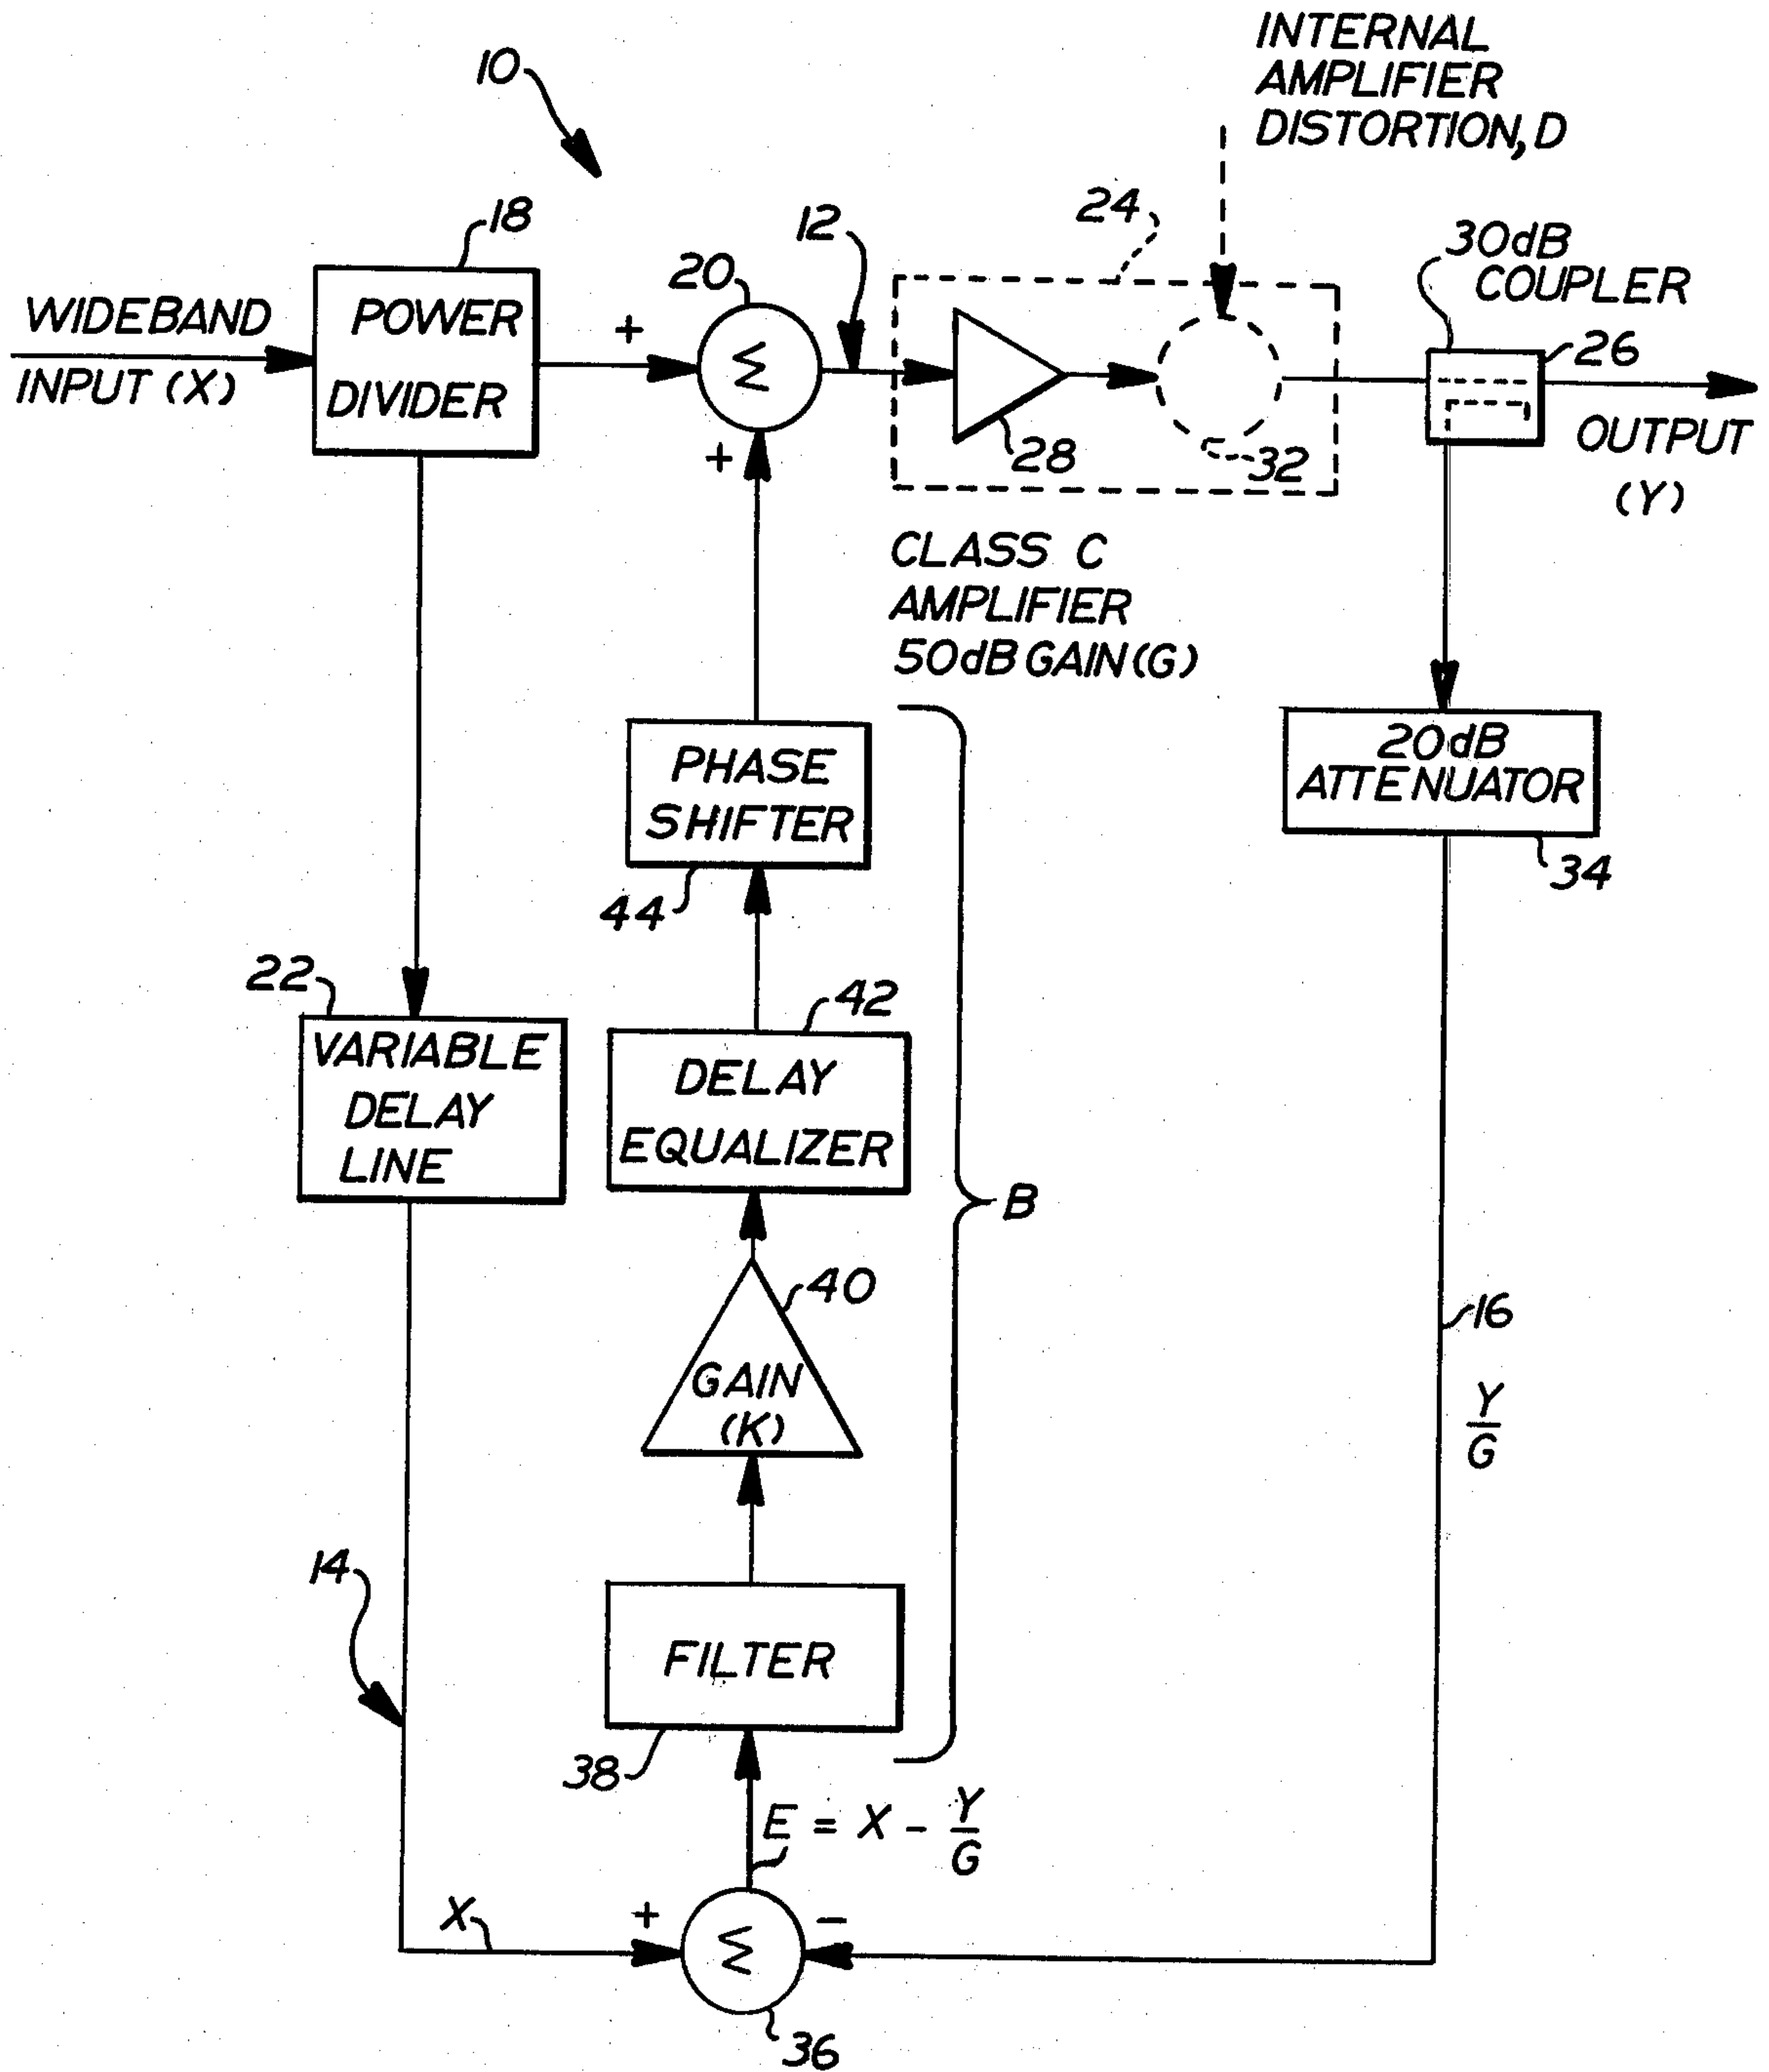 INTERNAL
AMPLIFIER
DISTORTION, D
10
18
24
12
20
30dB
COUPLER
26
WIDEBAND
INPUT (X)
POWER
DIVIDER
+
Σ
+
28
32
OUTPUT
(Y)
CLASS C
AMPLIFIER
50dB GAIN (G)
PHASE
SHIFTER
44
20dB
ATTENUATOR
34
22
VARIABLE
DELAY
LINE
42
DELAY
EQUALIZER
B
40
GAIN
(K)
16
Y
G
14
FILTER
38
E = X - Y/G
X
+
-
Σ
36